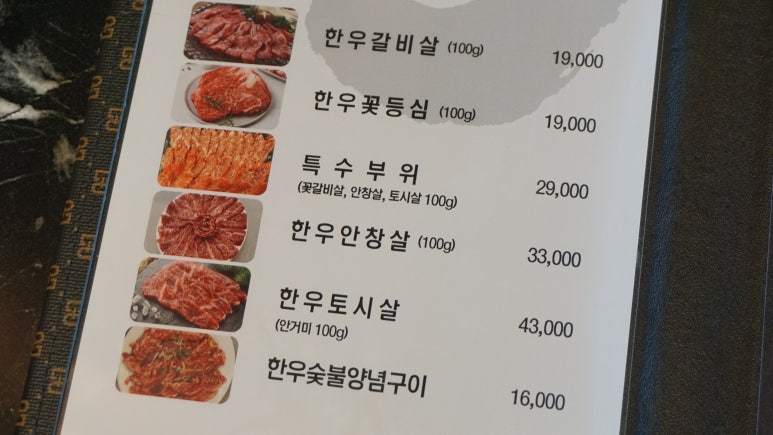 한우갈비살 (100g) 19,000
한우꽃등심 (100g) 19,000
특수부위 29,000
(꽃갈비살, 안창살, 토시살 100g)
한우안창살 (100g) 33,000
한우토시살 43,000
(안거미 100g)
한우숯불양념구이 16,000